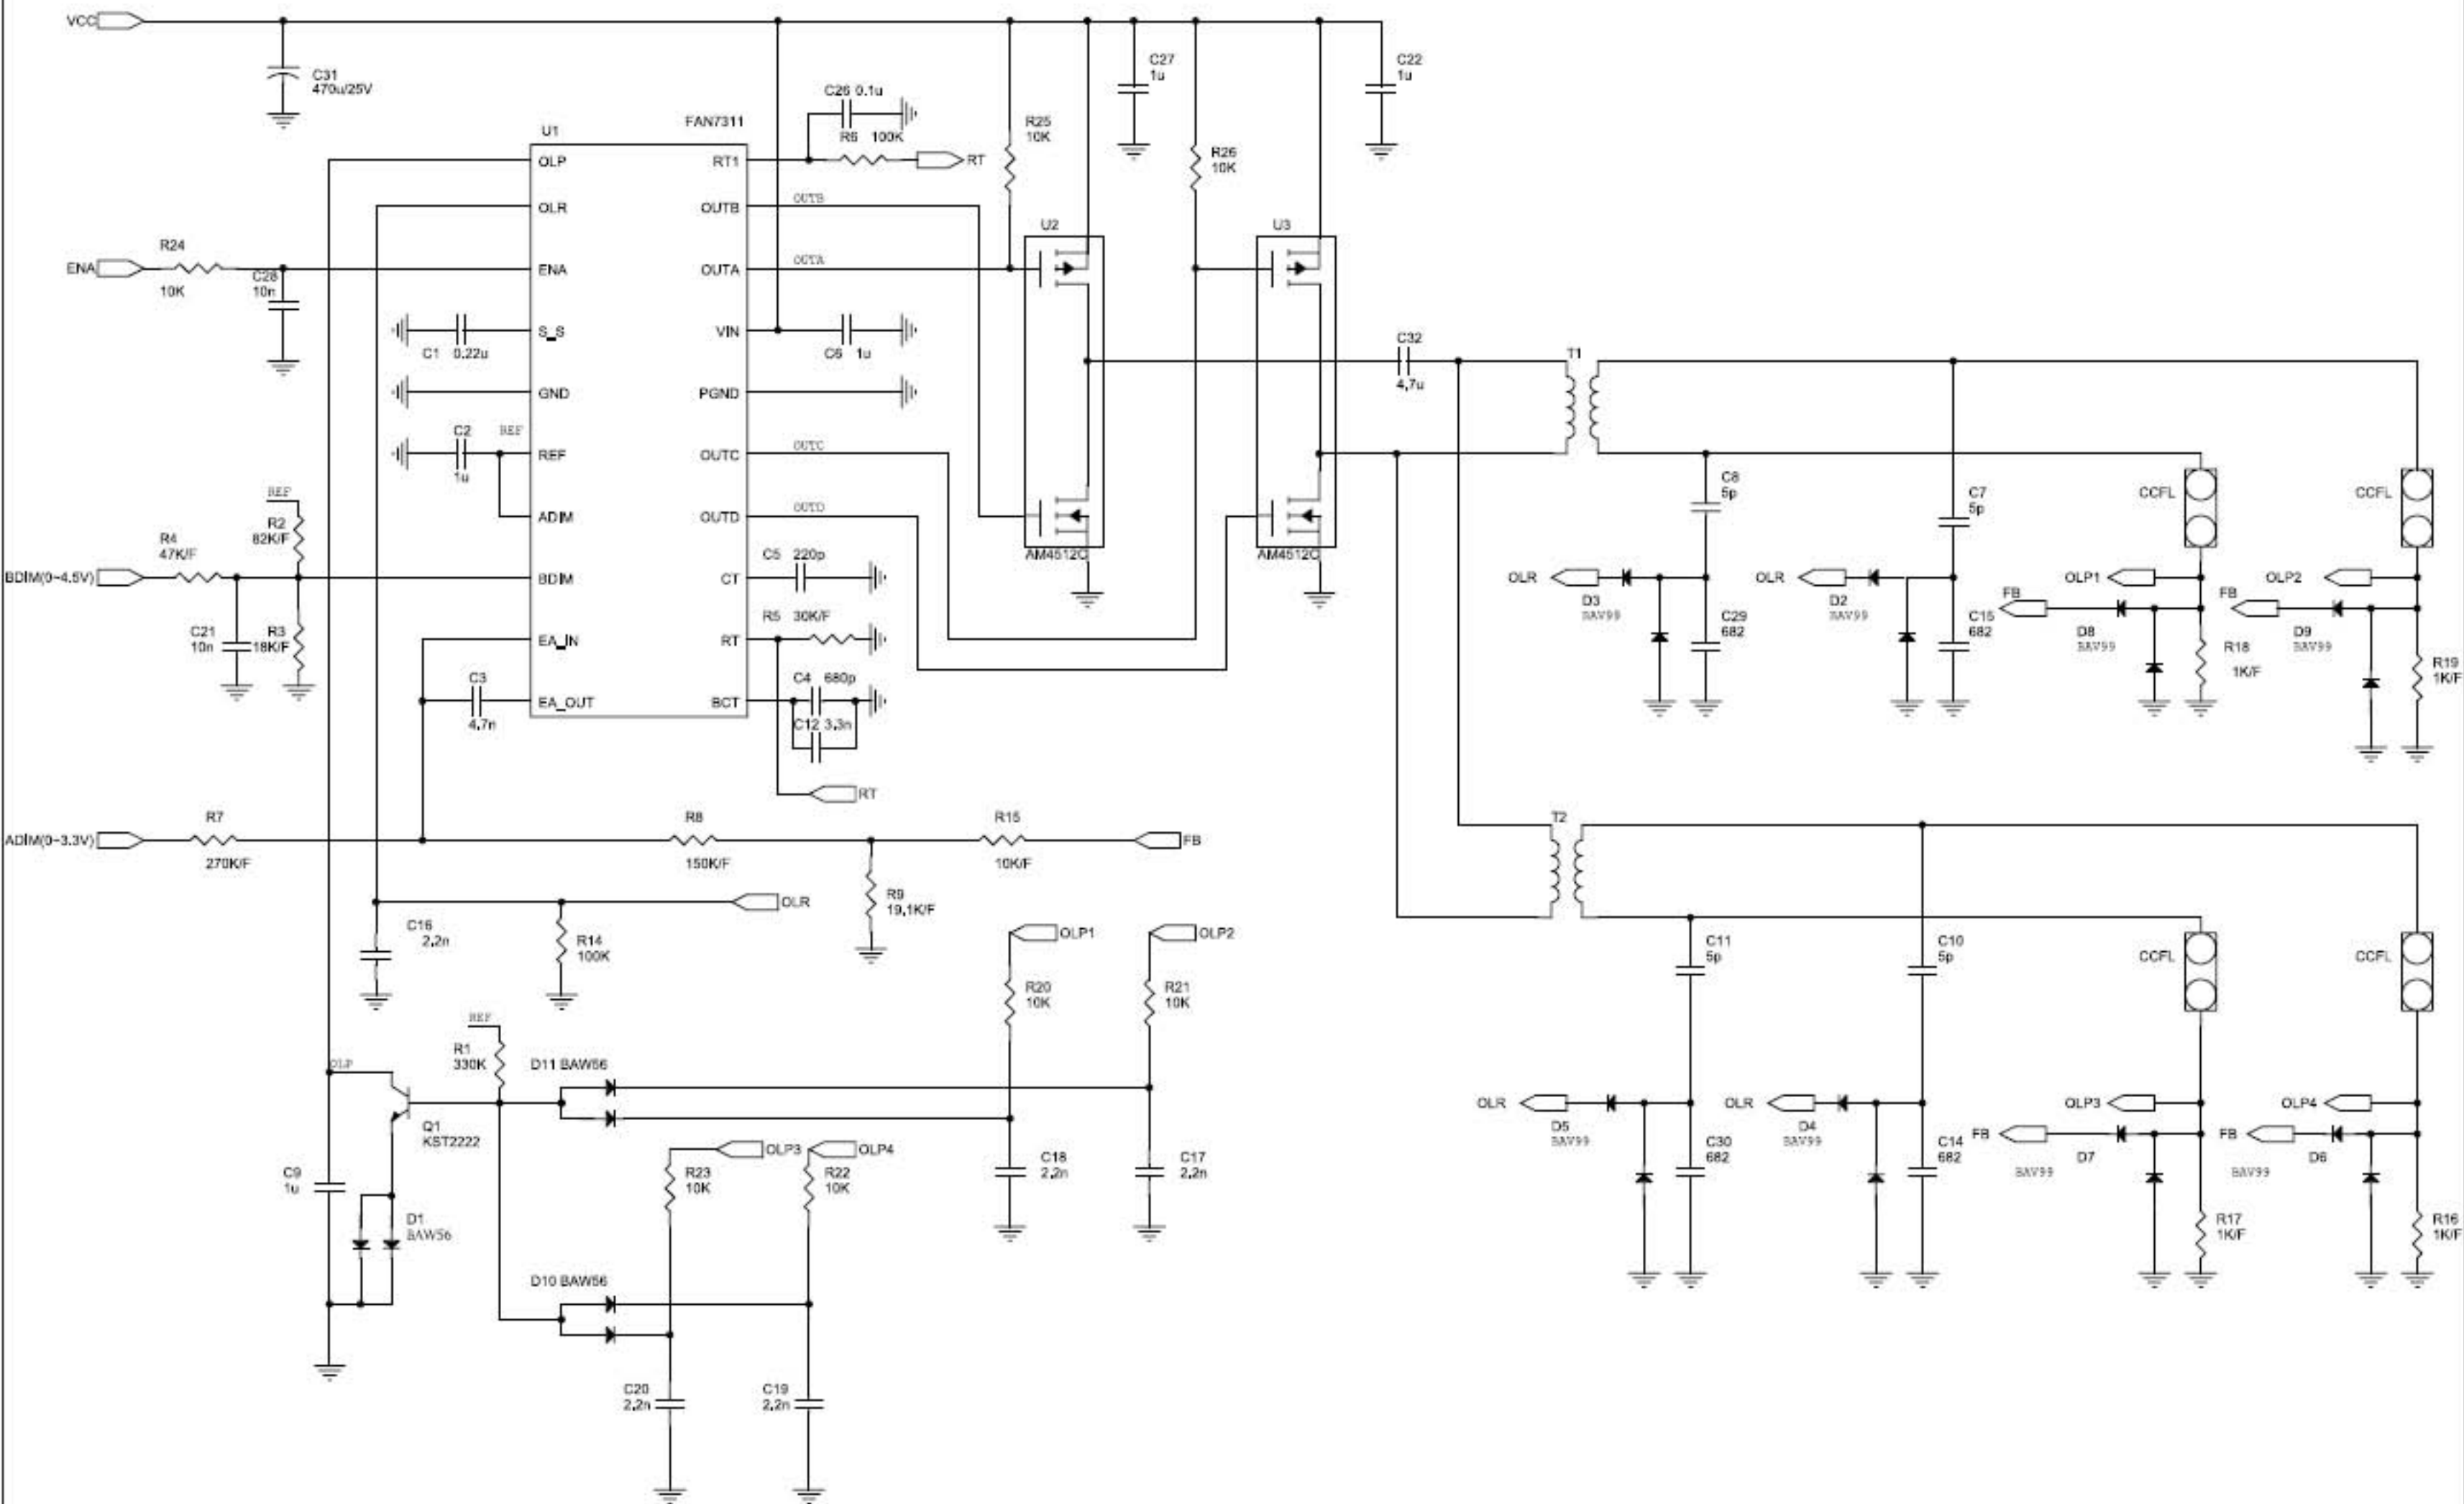 VCC
C31
470u/25V
C27
1u
C22
1u
C26 0.1u
R6 100K
RT
R25
10K
R26
10K
U1
FAN7311
OLP
RT1
OLR
OUTB
OUTB
ENA
R24
10K
C28
10n
ENA
OUTA
OUTA
U2
U3
S_S
C1 0.22u
VIN
C6 1u
GND
PGND
C2
1u
REF
REF
OUTC
OUTC
ADIM
OUTD
OUTD
AM4512C
AM4512C
C32
4.7u
T1
REF
R2
82K/F
R4
47K/F
BDIM(0~4.5V)
C21
10n
R3
18K/F
BDIM
CT
C5 220p
EA_IN
RT
R5 30K/F
C3
4.7n
EA_OUT
BCT
C4 680p
C12 3.3n
RT
C8
5p
C7
5p
CCFL
CCFL
OLR
D3
BAV99
C29
682
OLR
D2
BAV99
C15
682
OLP1
FB
D8
BAV99
R18
1K/F
OLP2
FB
D9
BAV99
R19
1K/F
ADIM(0~3.3V)
R7
270K/F
R8
150K/F
R15
10K/F
FB
R9
19.1K/F
T2
OLR
C16
2.2n
R14
100K
OLP1
OLP2
R20
10K
R21
10K
C11
5p
C10
5p
CCFL
CCFL
REF
R1
330K
OLP
D11 BAW56
Q1
KST2222
OLP3
OLP4
R23
10K
R22
10K
C18
2.2n
C17
2.2n
C9
1u
D1
BAW56
D10 BAW56
C20
2.2n
C19
2.2n
OLR
D5
BAV99
C30
682
OLR
D4
BAV99
C14
682
OLP3
FB
D7
BAV99
R17
1K/F
OLP4
FB
D6
BAV99
R16
1K/F